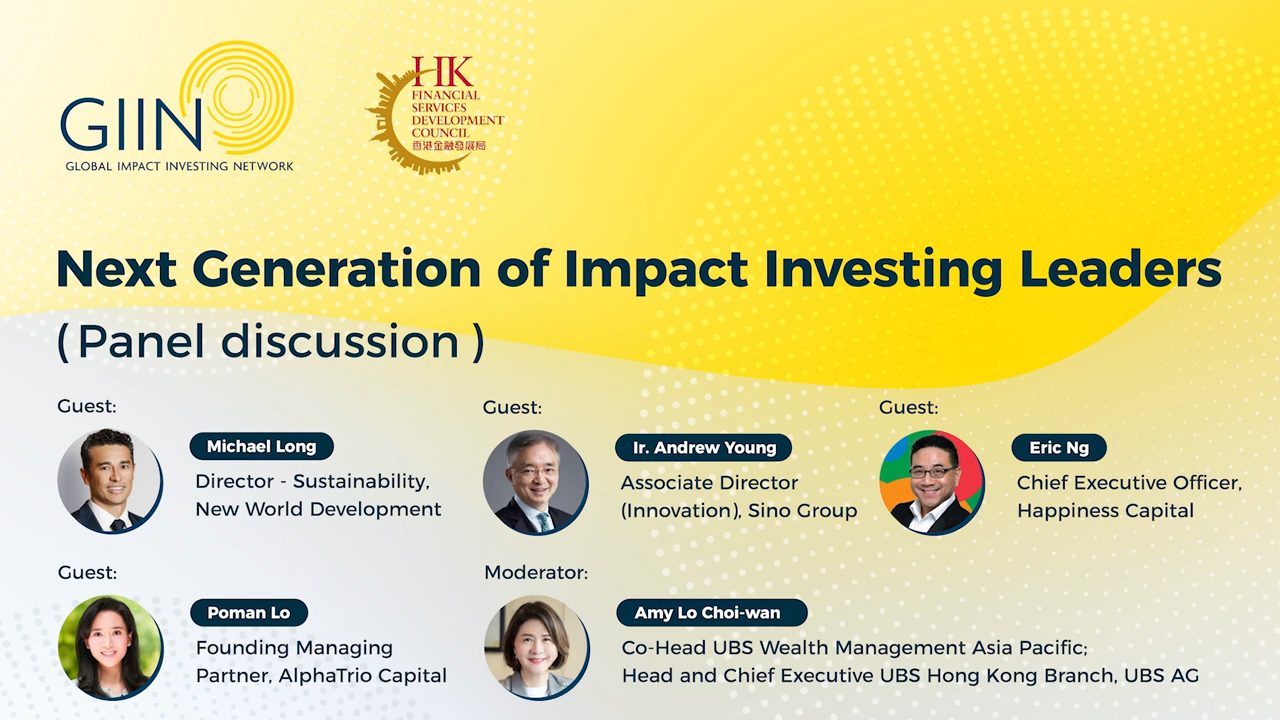 GIIN
GLOBAL IMPACT INVESTING NETWORK
HK
FINANCIAL
SERVICES
DEVELOPMENT
COUNCIL
香港金融發展局
Next Generation of Impact Investing Leaders
( Panel discussion )
Guest:
Michael Long
Director - Sustainability,
New World Development
Guest:
Ir. Andrew Young
Associate Director
(Innovation), Sino Group
Guest:
Eric Ng
Chief Executive Officer,
Happiness Capital
Guest:
Poman Lo
Founding Managing
Partner, AlphaTrio Capital
Moderator:
Amy Lo Choi-wan
Co-Head UBS Wealth Management Asia Pacific;
Head and Chief Executive UBS Hong Kong Branch, UBS AG